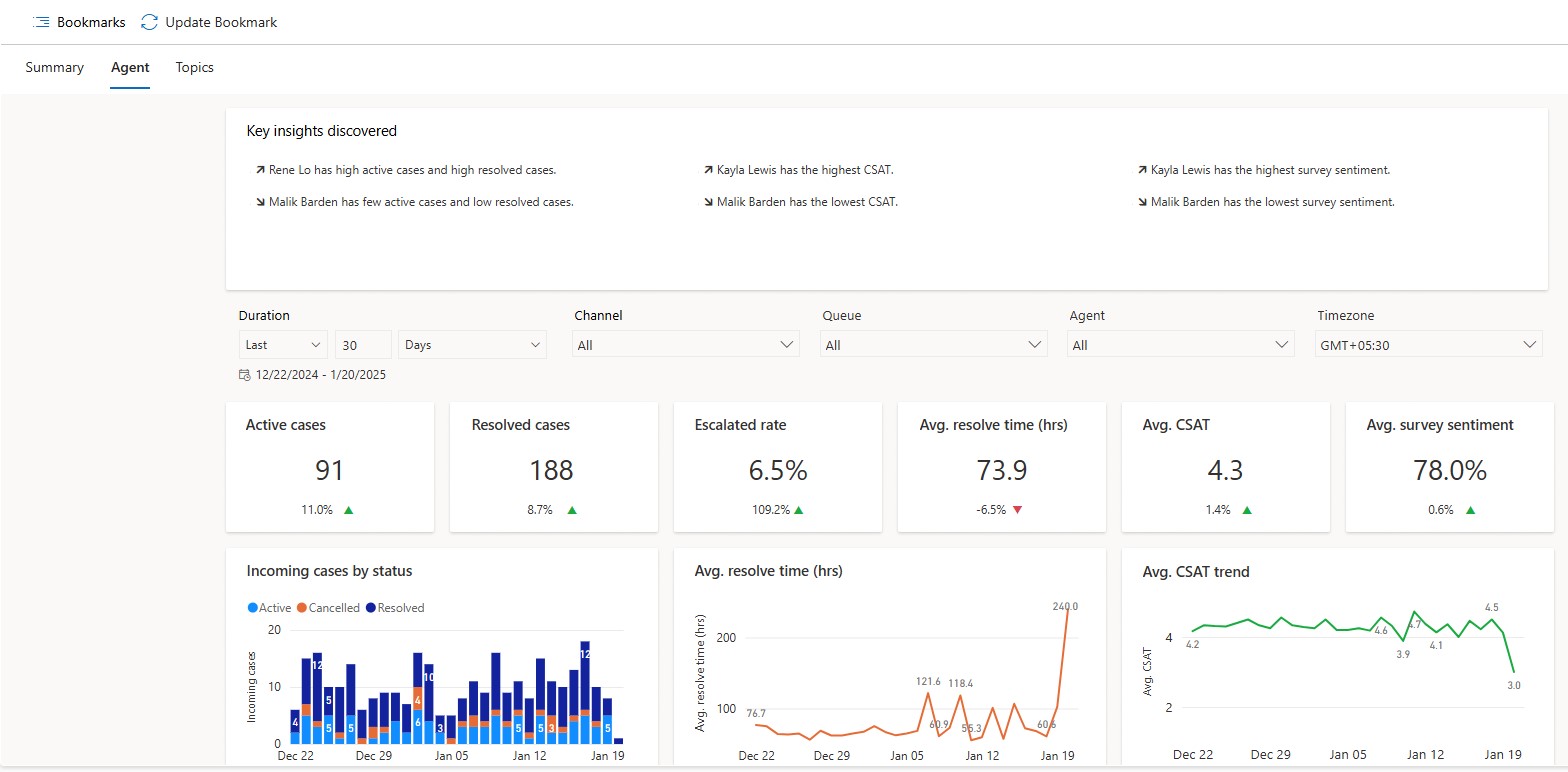 Bookmarks Update Bookmark
Summary Agent Topics
Key insights discovered
Rene Lo has high active cases and high resolved cases. Kayla Lewis has the highest CSAT. Kayla Lewis has the highest survey sentiment.
Malik Barden has few active cases and low resolved cases. Malik Barden has the lowest CSAT. Malik Barden has the lowest survey sentiment.
Duration Channel Queue Agent Timezone
Last 30 Days All All All GMT+05:30
12/22/2024 - 1/20/2025
Active cases Resolved cases Escalated rate Avg. resolve time (hrs) Avg. CSAT Avg. survey sentiment
91 188 6.5% 73.9 4.3 78.0%
11.0% 8.7% 109.2% -6.5% 1.4% 0.6%
Incoming cases by status
Active Cancelled Resolved
Incoming cases
20
10
0
4 12 5 5 5 4 6 10 3 5 5 3 12 5
Dec 22 Dec 29 Jan 05 Jan 12 Jan 19
Avg. resolve time (hrs)
Avg. resolve time (hrs)
200
100
76.7 121.6 60.9 118.4 55.3 60.6 240.0
Dec 22 Dec 29 Jan 05 Jan 12 Jan 19
Avg. CSAT trend
Avg. CSAT
4
2
4.2 4.6 3.9 4.7 4.1 4.5 3.0
Dec 22 Dec 29 Jan 05 Jan 12 Jan 19